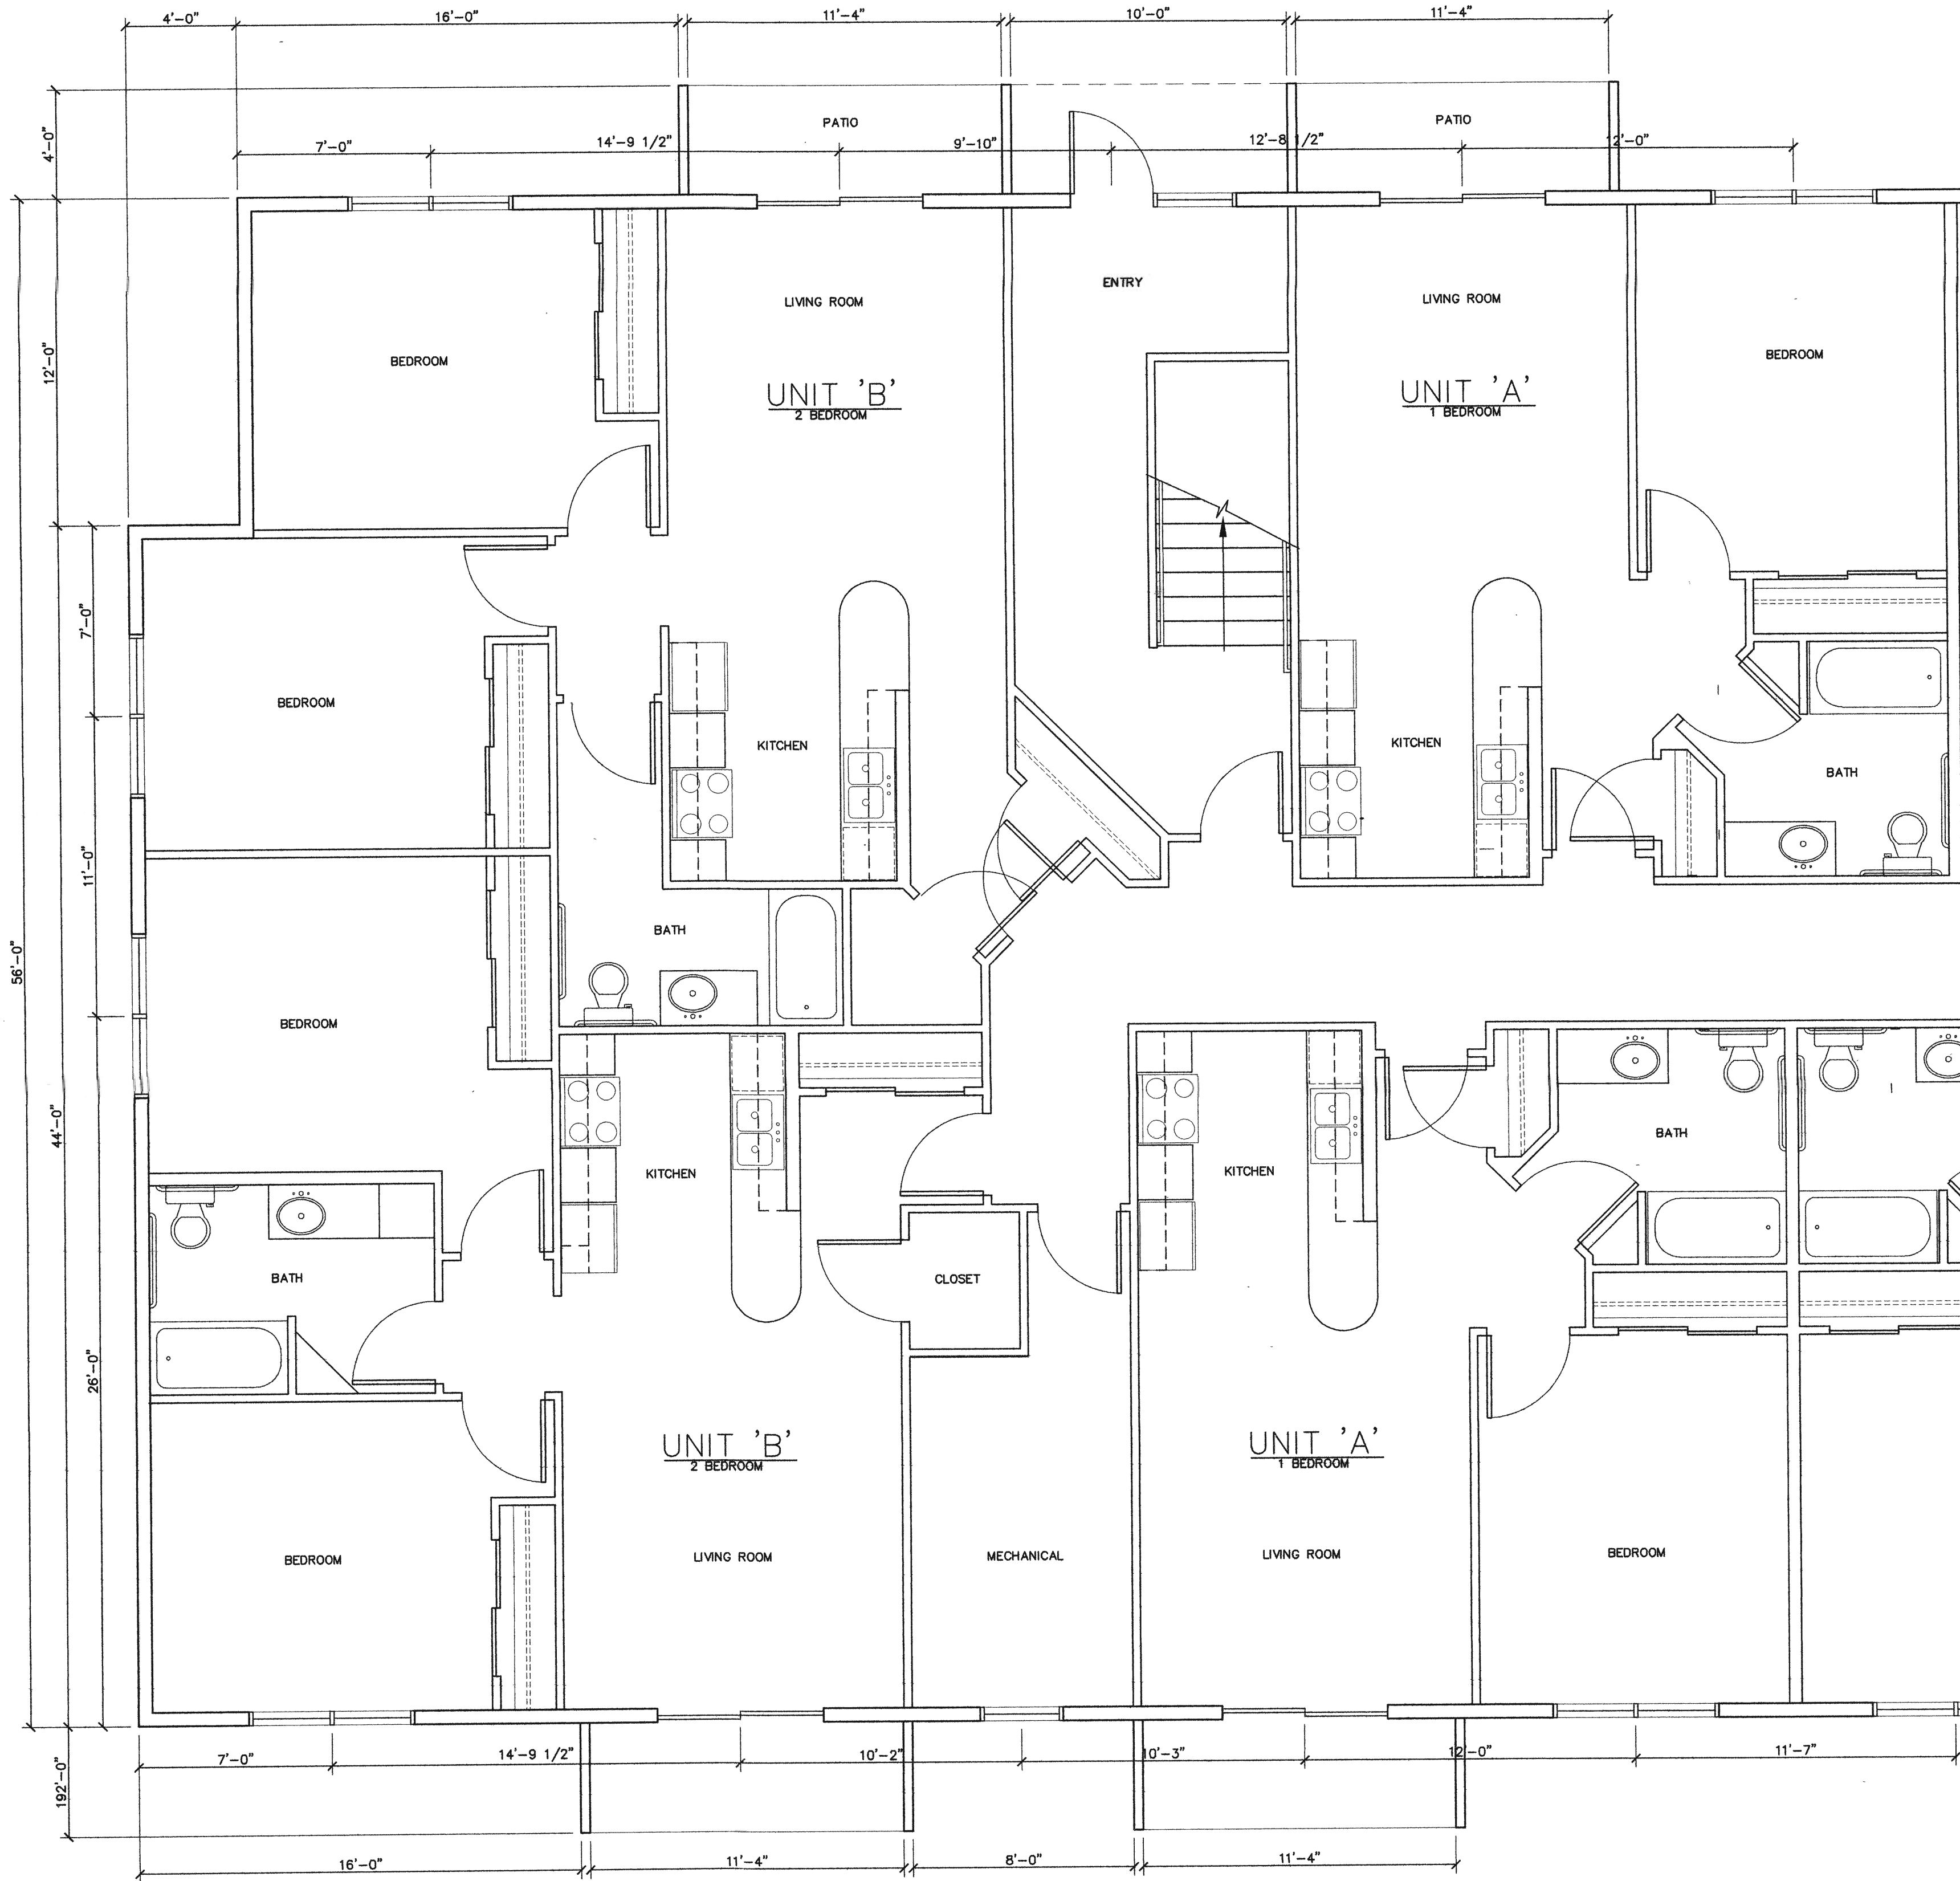 4'-0" 16'-0" 11'-4" 10'-0" 11'-4"
4'-0"
PATIO PATIO
7'-0" 14'-9 1/2" 9'-10" 12'-8 1/2" 12'-0"
ENTRY
LIVING ROOM LIVING ROOM
12'-0"
BEDROOM BEDROOM
UNIT 'B' UNIT 'A'
2 BEDROOM 1 BEDROOM
7'-0"
BEDROOM
KITCHEN KITCHEN
BATH
11'-0"
BATH
56'-0"
BEDROOM
44'-0"
BATH
KITCHEN KITCHEN
BATH
CLOSET
26'-0"
UNIT 'B' UNIT 'A'
2 BEDROOM 1 BEDROOM
BEDROOM LIVING ROOM MECHANICAL LIVING ROOM BEDROOM
7'-0" 14'-9 1/2" 10'-2" 10'-3" 12'-0" 11'-7"
192'-0"
16'-0" 11'-4" 8'-0" 11'-4"